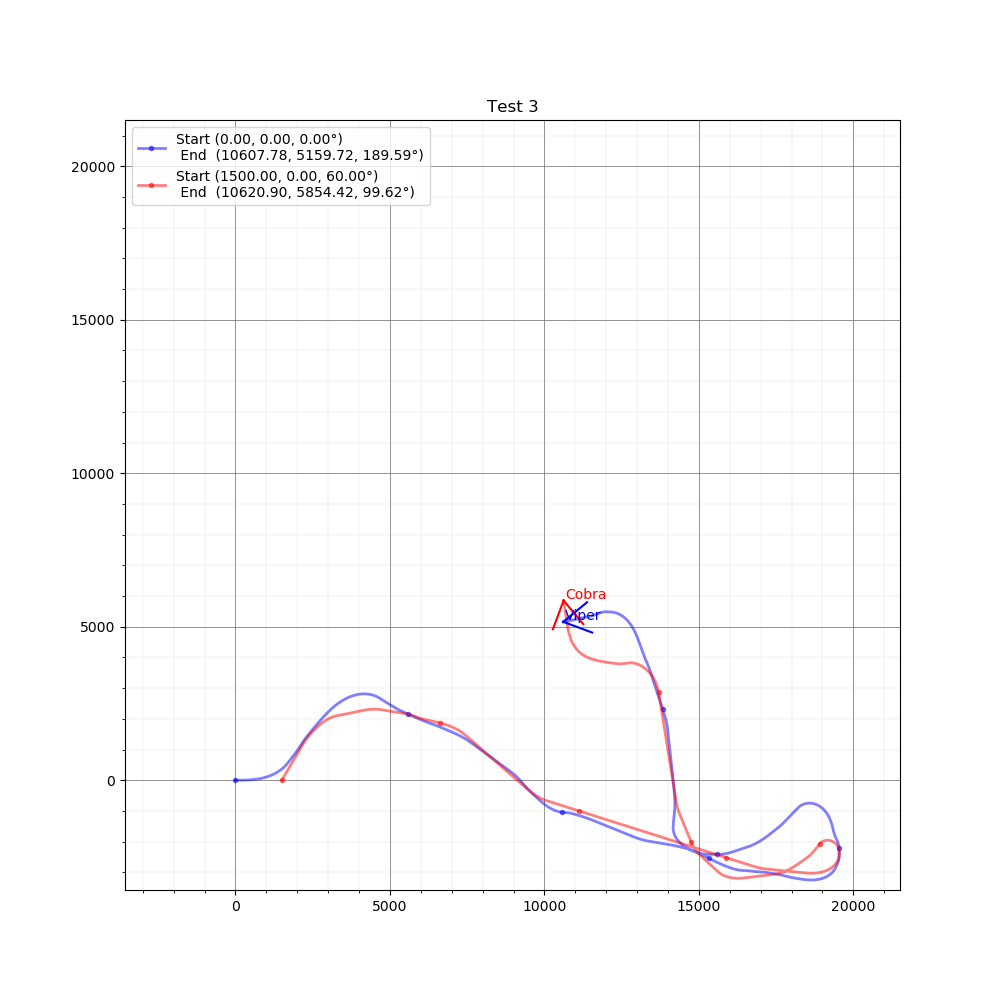 Test 3
Start (0.00, 0.00, 0.00°)
End  (10607.78, 5159.72, 189.59°)
Start (1500.00, 0.00, 60.00°)
End  (10620.90, 5854.42, 99.62°)
20000
15000
10000
5000
0
Cobra
Viper
0
5000
10000
15000
20000